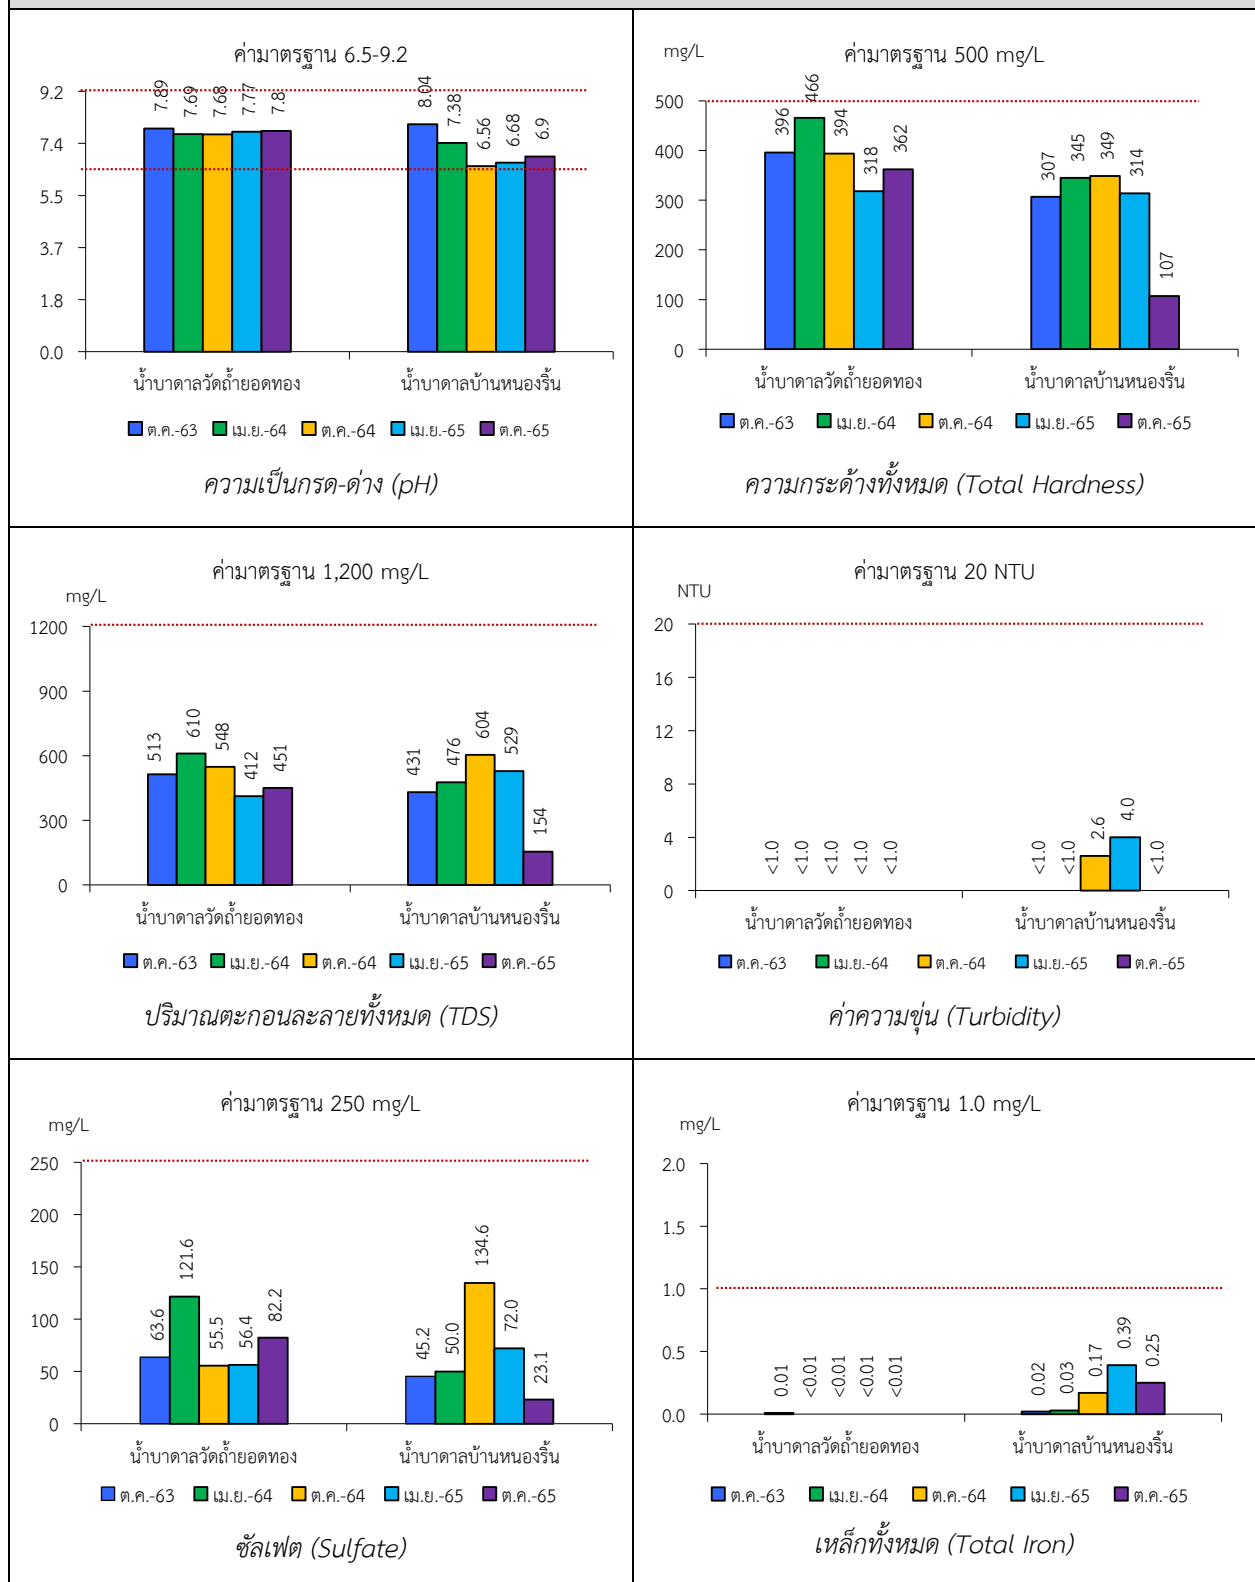 ค่ามาตรฐาน 6.5-9.2
9.2
7.4
5.5
3.7
1.8
0.0
7.89
7.69
7.68
7.77
7.8
8.04
7.38
6.56
6.68
6.9
น้ำบาดาลวัดถ้ำยอดทอง
น้ำบาดาลบ้านหนองริ้น
ต.ค.-63 เม.ย.-64 ต.ค.-64 เม.ย.-65 ต.ค.-65
ความเป็นกรด-ด่าง (pH)
mg/L
ค่ามาตรฐาน 500 mg/L
500
400
300
200
100
0
396
466
394
318
362
307
345
349
314
107
น้ำบาดาลวัดถ้ำยอดทอง
น้ำบาดาลบ้านหนองริ้น
ต.ค.-63 เม.ย.-64 ต.ค.-64 เม.ย.-65 ต.ค.-65
ความกระด้างทั้งหมด (Total Hardness)
ค่ามาตรฐาน 1,200 mg/L
mg/L
1200
900
600
300
0
513
610
548
412
451
431
476
604
529
154
น้ำบาดาลวัดถ้ำยอดทอง
น้ำบาดาลบ้านหนองริ้น
ต.ค.-63 เม.ย.-64 ต.ค.-64 เม.ย.-65 ต.ค.-65
ปริมาณตะกอนละลายทั้งหมด (TDS)
ค่ามาตรฐาน 20 NTU
NTU
20
16
12
8
4
0
<1.0
<1.0
<1.0
<1.0
<1.0
<1.0
<1.0
2.6
4.0
<1.0
น้ำบาดาลวัดถ้ำยอดทอง
น้ำบาดาลบ้านหนองริ้น
ต.ค.-63 เม.ย.-64 ต.ค.-64 เม.ย.-65 ต.ค.-65
ค่าความขุ่น (Turbidity)
ค่ามาตรฐาน 250 mg/L
mg/L
250
200
150
100
50
0
63.6
121.6
55.5
56.4
82.2
45.2
50.0
134.6
72.0
23.1
น้ำบาดาลวัดถ้ำยอดทอง
น้ำบาดาลบ้านหนองริ้น
ต.ค.-63 เม.ย.-64 ต.ค.-64 เม.ย.-65 ต.ค.-65
ซัลเฟต (Sulfate)
ค่ามาตรฐาน 1.0 mg/L
mg/L
2.0
1.5
1.0
0.5
0.0
0.01
<0.01
<0.01
<0.01
<0.01
0.02
0.03
0.17
0.39
0.25
น้ำบาดาลวัดถ้ำยอดทอง
น้ำบาดาลบ้านหนองริ้น
ต.ค.-63 เม.ย.-64 ต.ค.-64 เม.ย.-65 ต.ค.-65
เหล็กทั้งหมด (Total Iron)